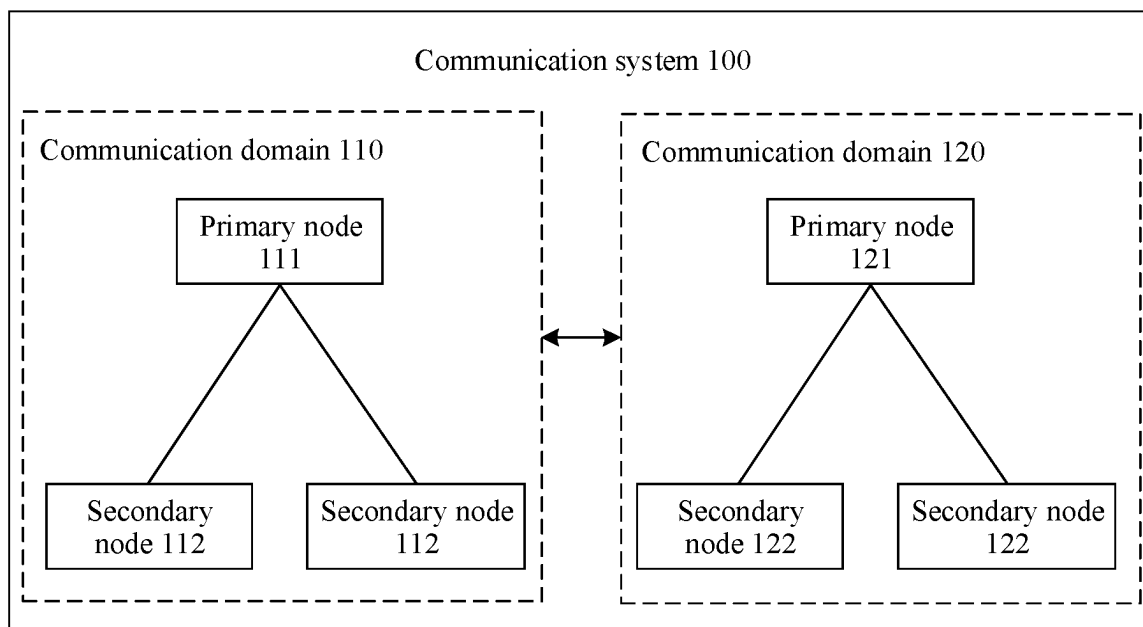 Communication system 100
Communication domain 110
Primary node
111
Secondary
node 112
Secondary node
112
Communication domain 120
Primary node
121
Secondary
node 122
Secondary node
122